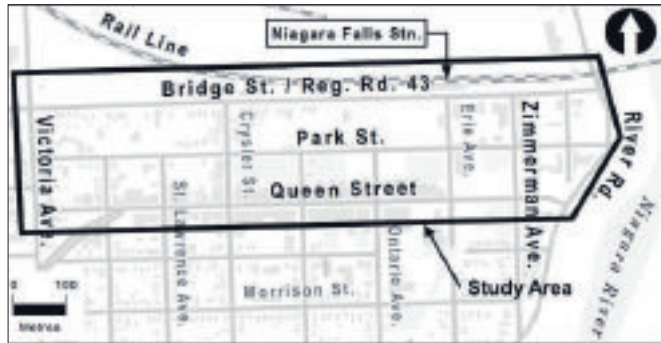 Rail Line
Niagara Falls Stn.
Bridge St. / Reg. Rd. 43
Victoria Ave.
Crysler St.
Park St.
Erie Ave.
Zimmerman Ave.
River Rd.
Queen Street
St. Lawrence Ave.
Ontario Ave.
Niagara River
Study Area
Morrison St.
0 100
Metres